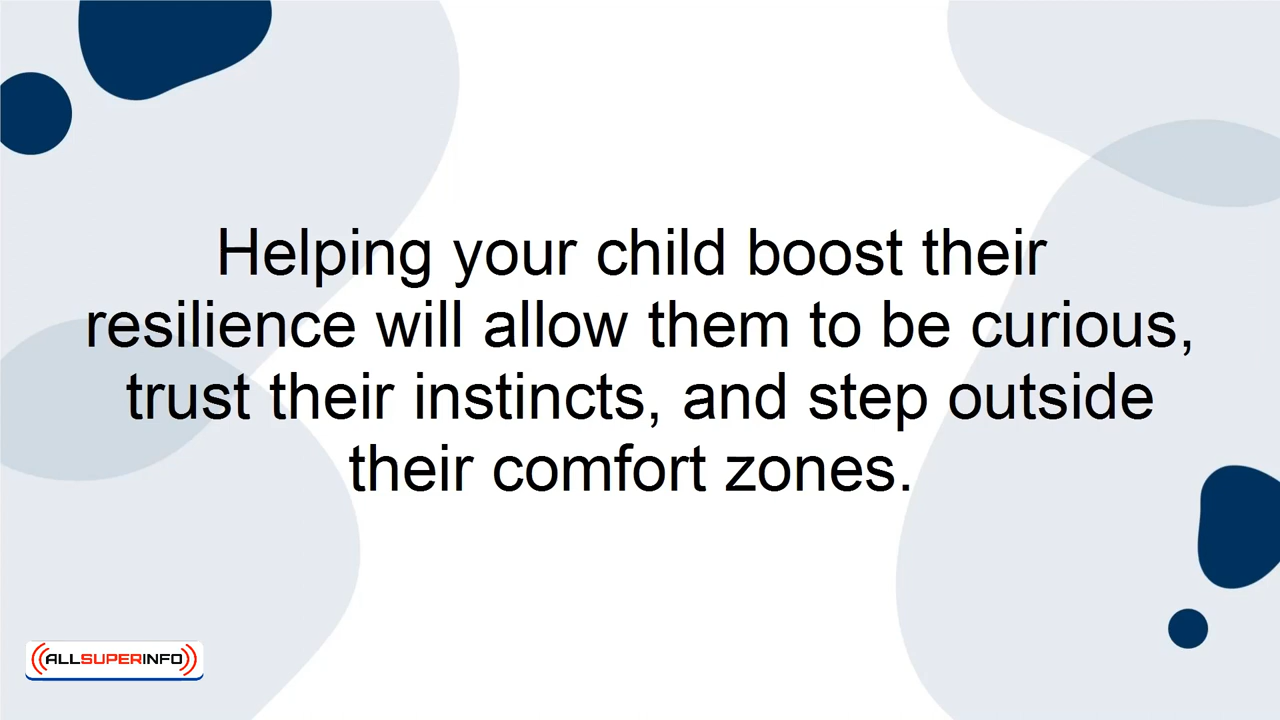 Helping your child boost their
resilience will allow them to be curious,
trust their instincts, and step outside
their comfort zones.
ALLSUPERINFO